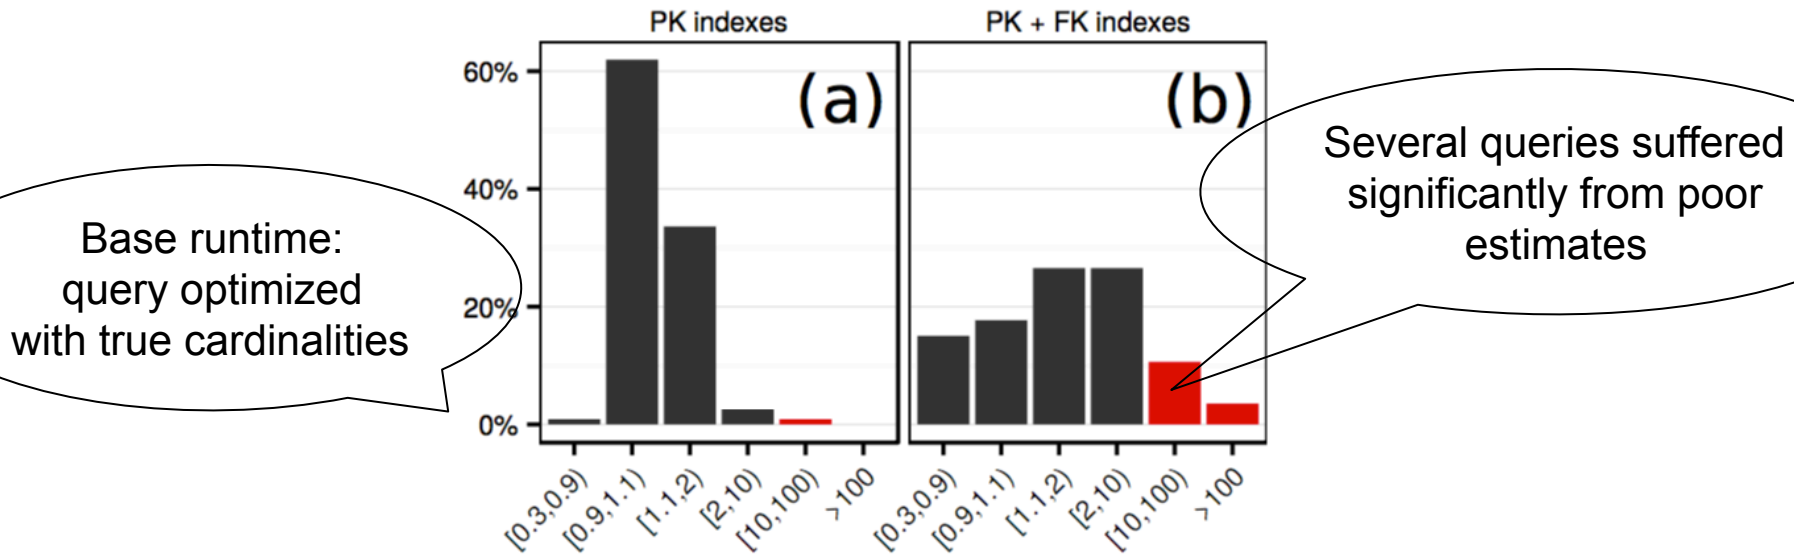 PK indexes
PK + FK indexes
60%
40%
20%
0%
(a)
(b)
Base runtime:
query optimized
with true cardinalities
Several queries suffered
significantly from poor
estimates
[0.3,0.9)
[0.9,1.1)
[1.1,2)
[2,10)
[10,100)
>100
[0.3,0.9)
[0.9,1.1)
[1.1,2)
[2,10)
[10,100)
>100